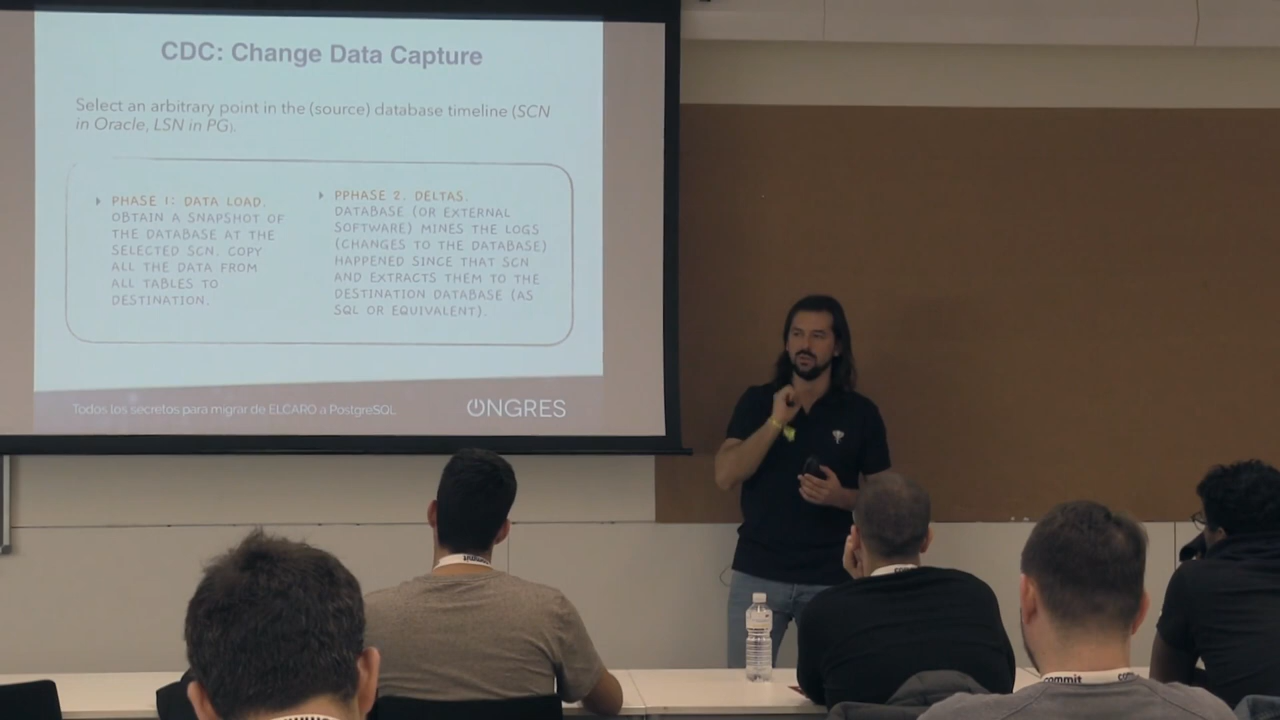 CDC: Change Data Capture
Select an arbitrary point in the (source) database timeline (SCN
in Oracle, LSN in PG).
PHASE 1: DATA LOAD.
OBTAIN A SNAPSHOT OF
THE DATABASE AT THE
SELECTED SCN. COPY
ALL THE DATA FROM
ALL TABLES TO
DESTINATION.
PPHASE 2. DELTAS.
DATABASE (OR EXTERNAL
SOFTWARE) MINES THE LOGS
(CHANGES TO THE DATABASE)
HAPPENED SINCE THAT SCN
AND EXTRACTS THEM TO THE
DESTINATION DATABASE (AS
SQL OR EQUIVALENT).
Todos los secretos para migrar de ELCARO a PostgreSQL
ONGRES
commit